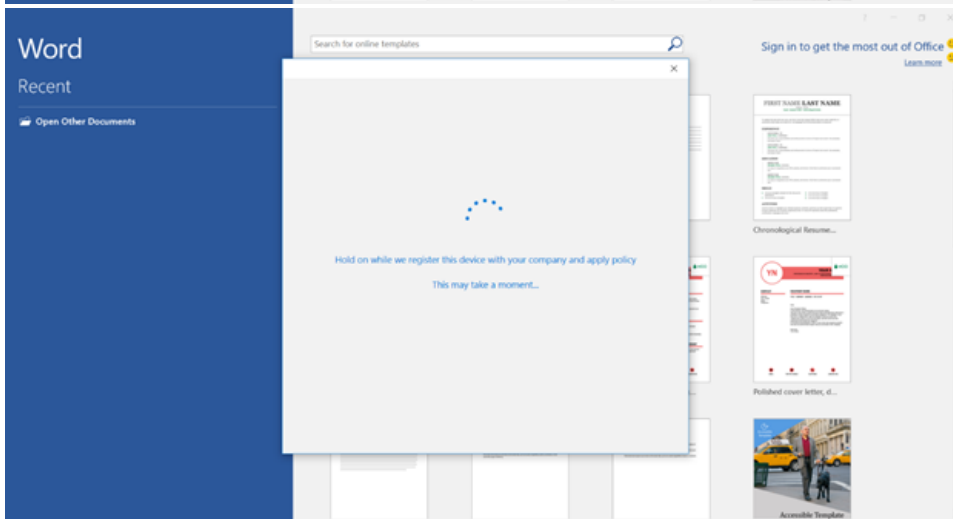 Word
Search for online templates
Sign in to get the most out of Office
Learn more
Recent
Open Other Documents
Hold on while we register this device with your company and apply policy
This may take a moment...
FIRST NAME LAST NAME
Chronological Resume...
YN
Polished cover letter, d...
Accessible Template